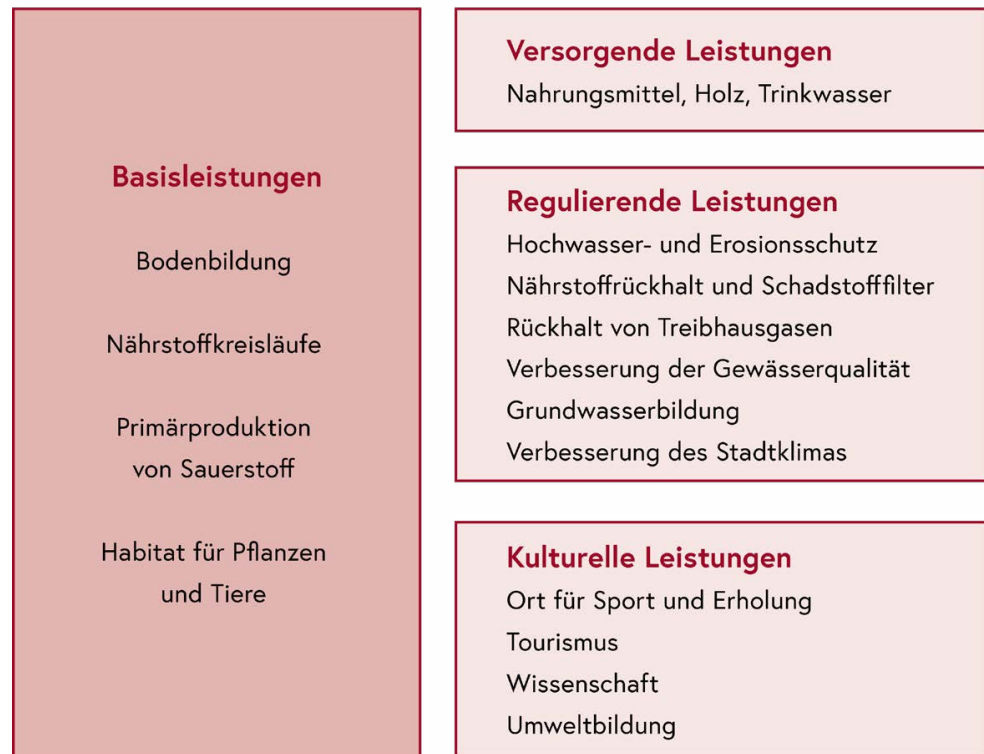 Basisleistungen
Bodenbildung
Nährstoffkreisläufe
Primärproduktion
von Sauerstoff
Habitat für Pflanzen
und Tiere
Versorgende Leistungen
Nahrungsmittel, Holz, Trinkwasser
Regulierende Leistungen
Hochwasser- und Erosionsschutz
Nährstoffrückhalt und Schadstofffilter
Rückhalt von Treibhausgasen
Verbesserung der Gewässerqualität
Grundwasserbildung
Verbesserung des Stadtklimas
Kulturelle Leistungen
Ort für Sport und Erholung
Tourismus
Wissenschaft
Umweltbildung